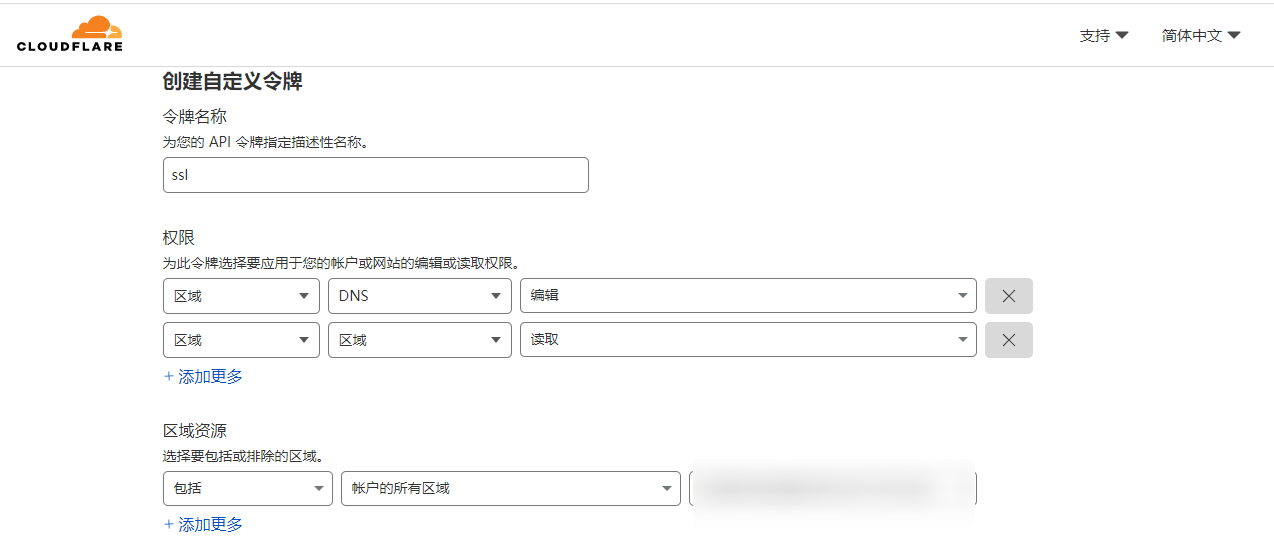 CLOUDFLARE
支持 简体中文
创建自定义令牌
令牌名称
为您的 API 令牌指定描述性名称。
ssl
权限
为此令牌选择要应用于您的帐户或网站的编辑或读取权限。
区域 DNS 编辑
区域 区域 读取
+ 添加更多
区域资源
选择要包括或排除的区域。
包括 帐户的所有区域
+ 添加更多